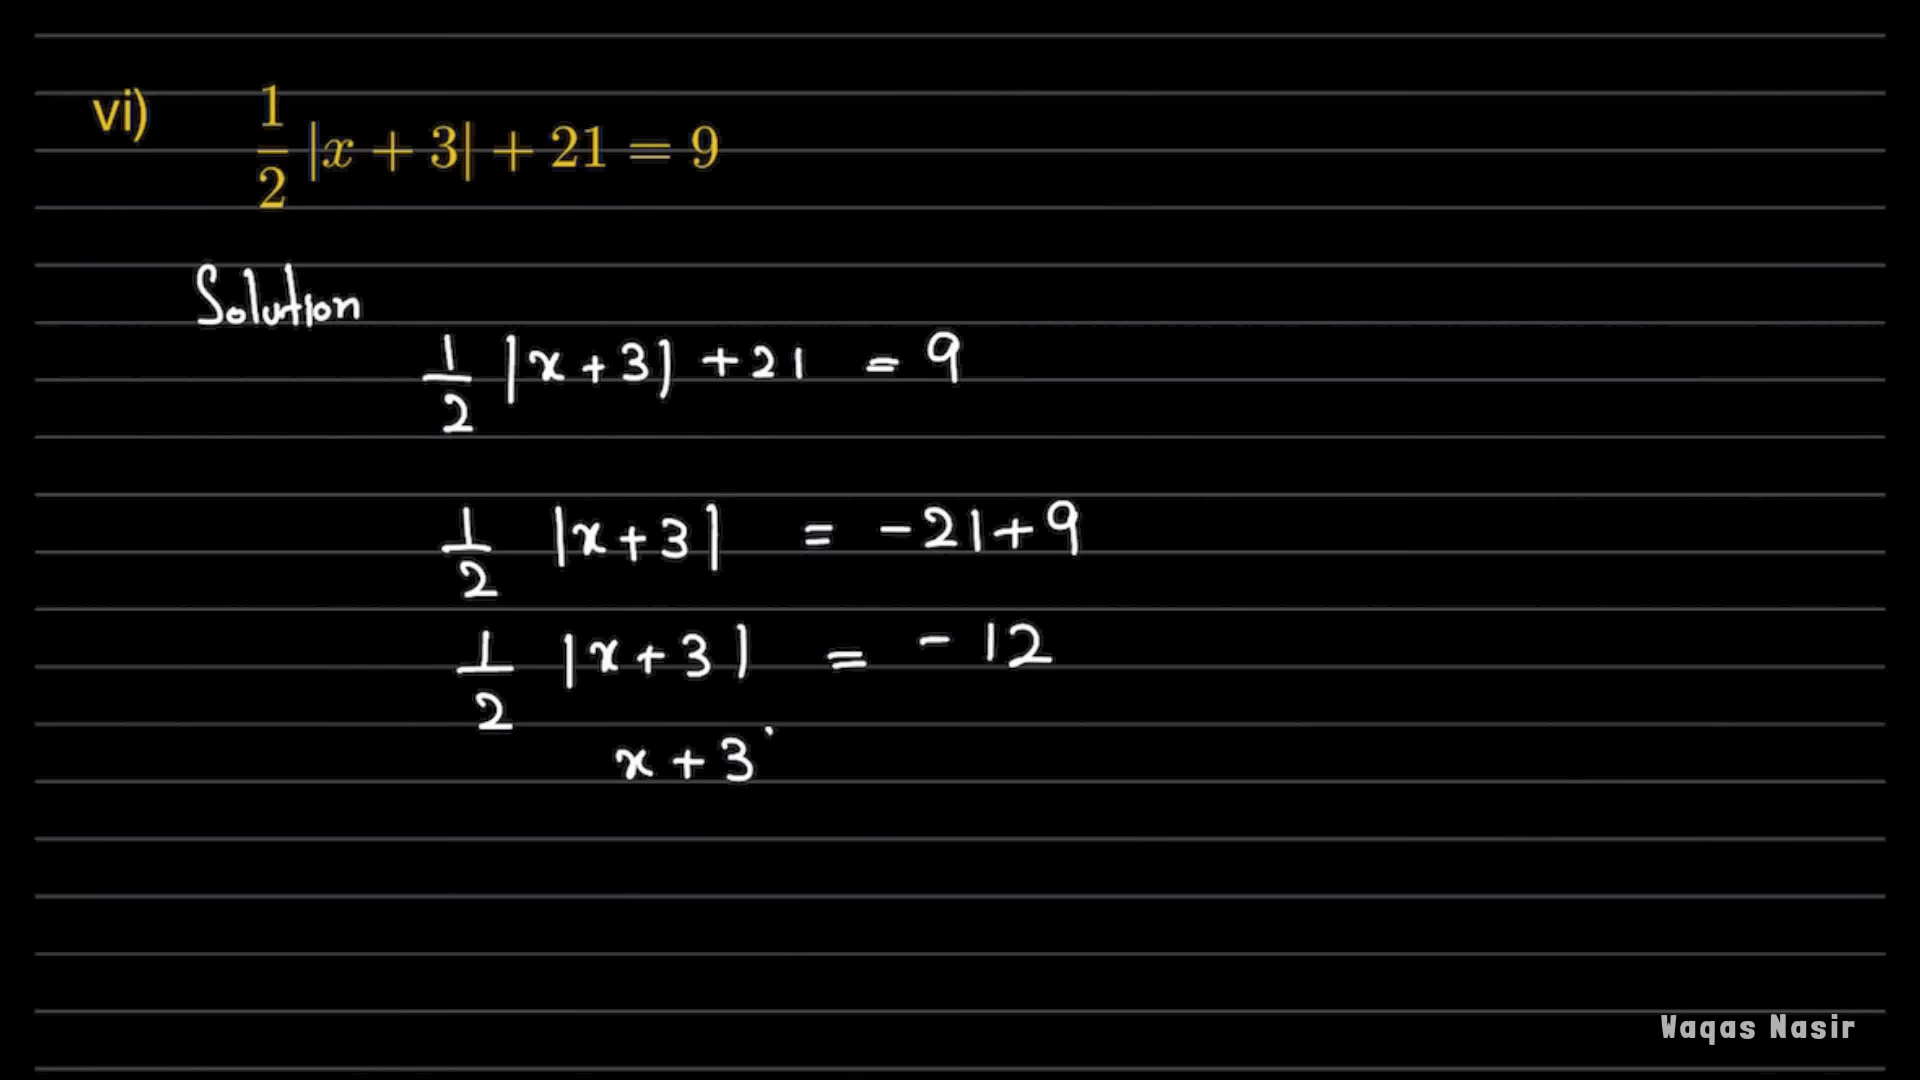 vi) 1/2 |x + 3| + 21 = 9
Solution
1/2 |x + 3| + 21 = 9
1/2 |x + 3| = - 21 + 9
1/2 |x + 3| = - 12
x + 3
Waqas Nasir